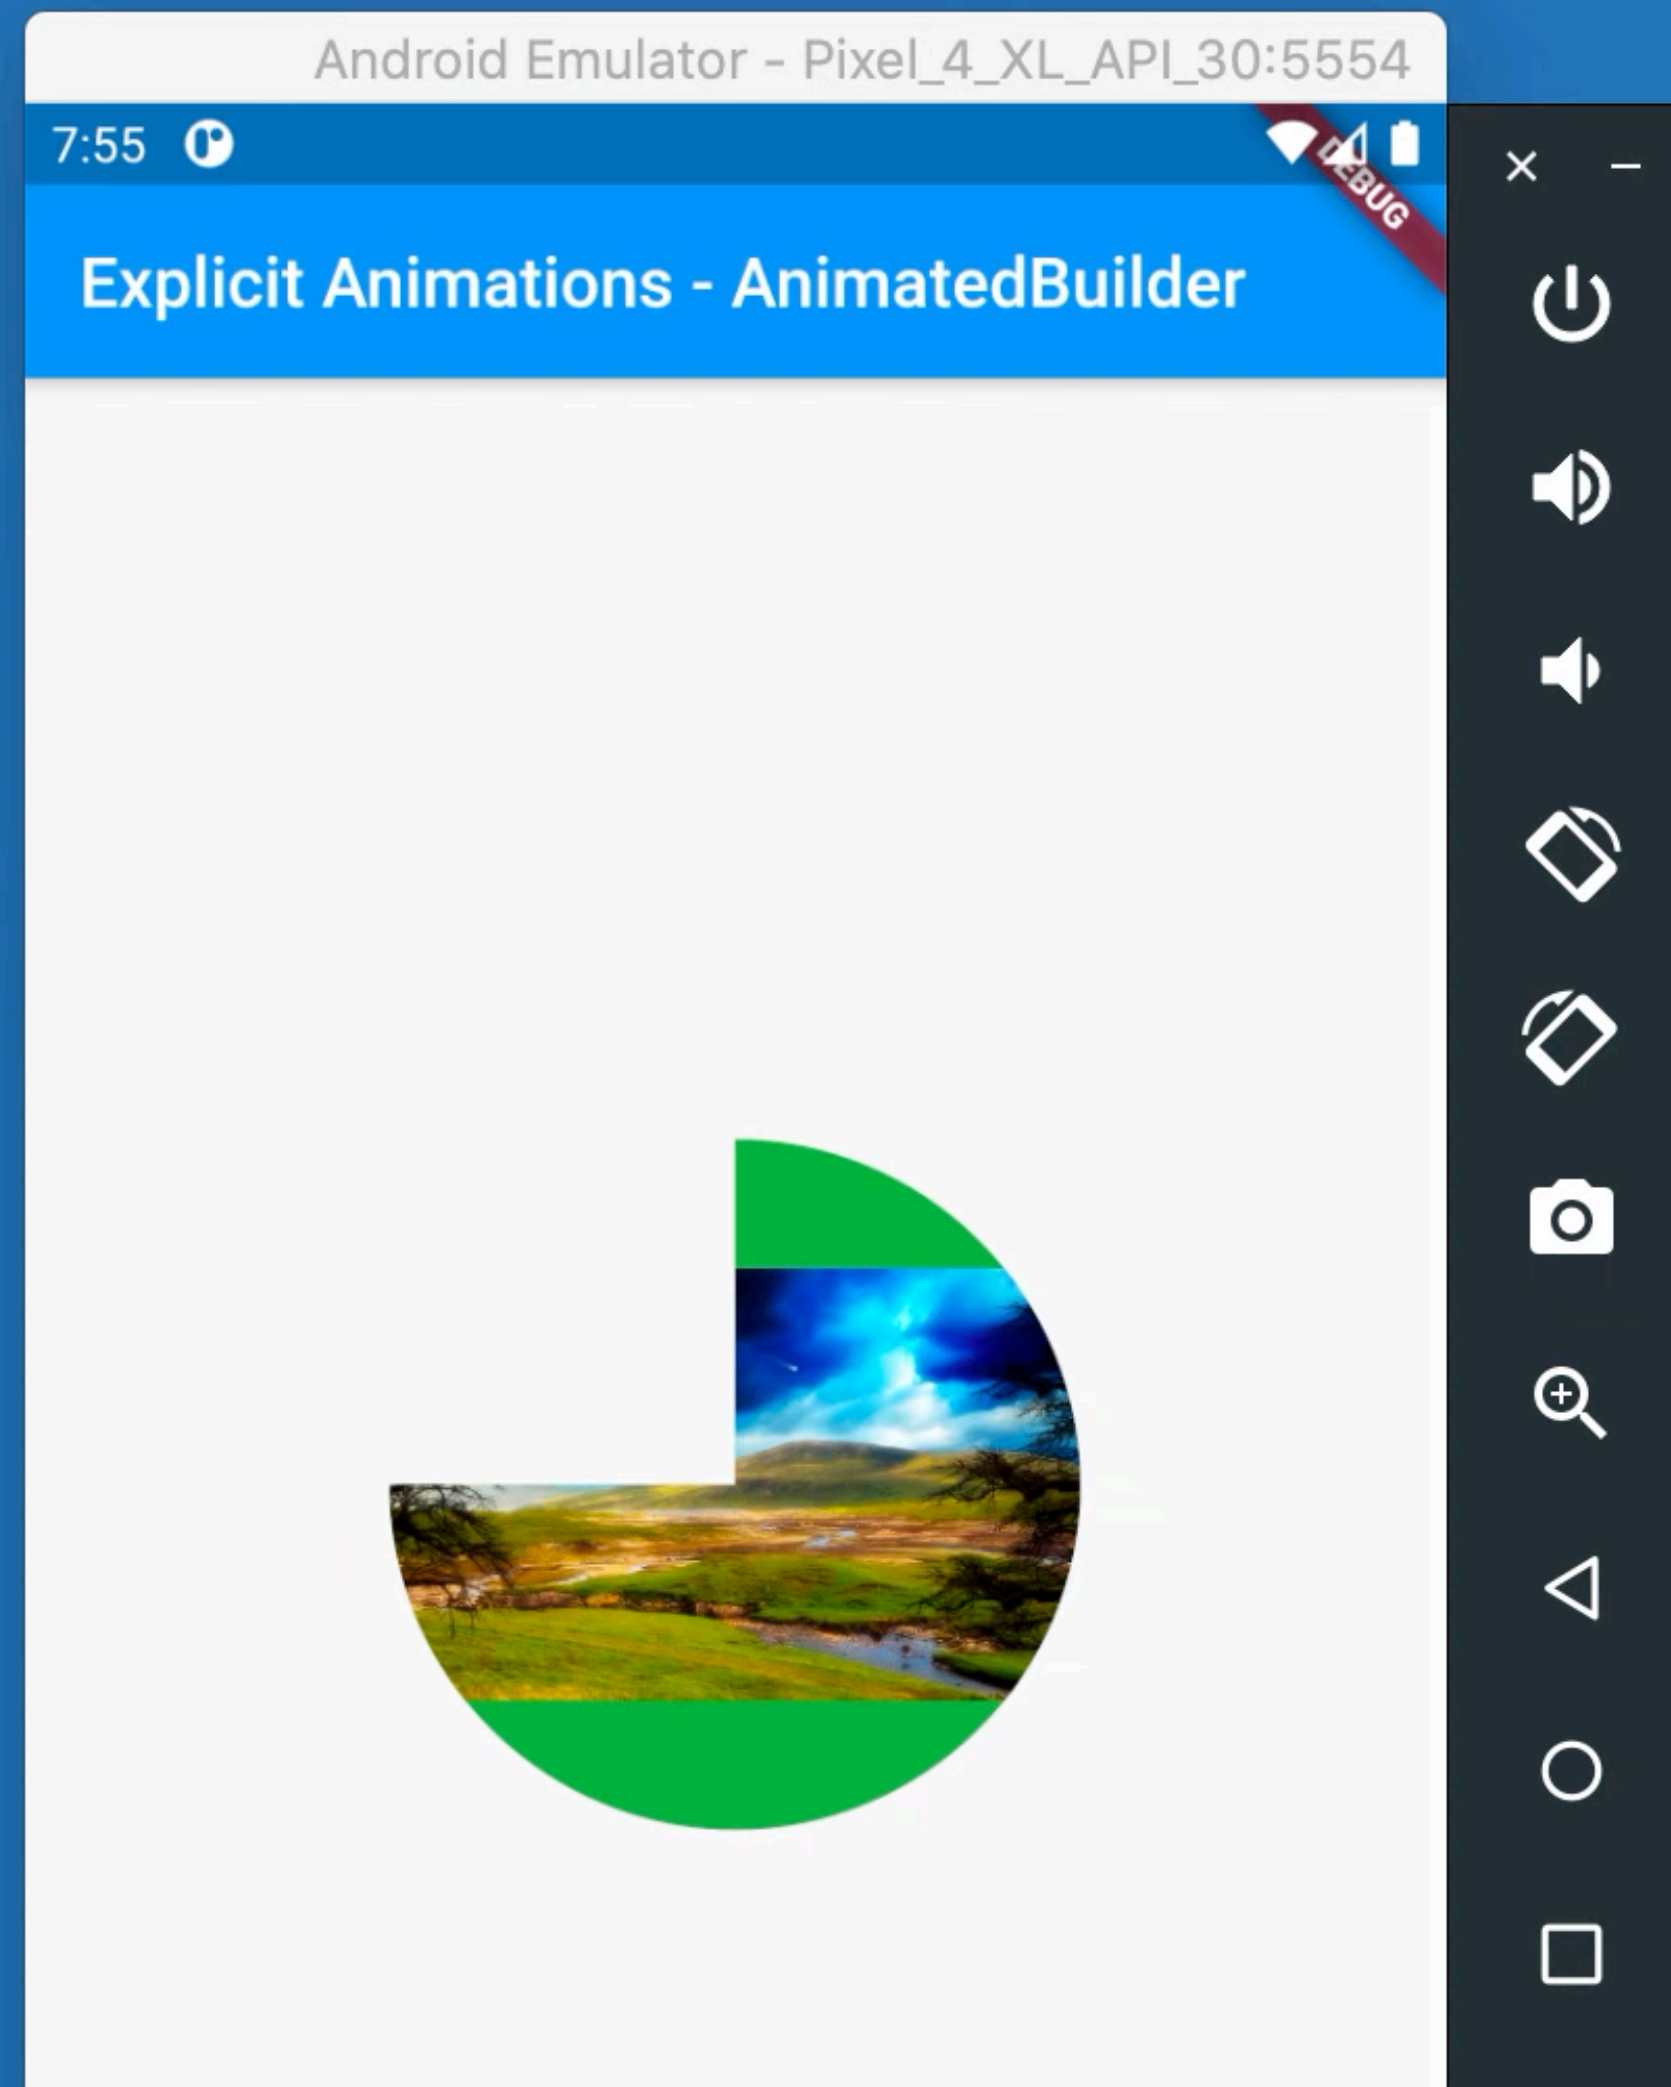 Android Emulator - Pixel_4_XL_API_30:5554
7:55
DEBUG
Explicit Animations - AnimatedBuilder